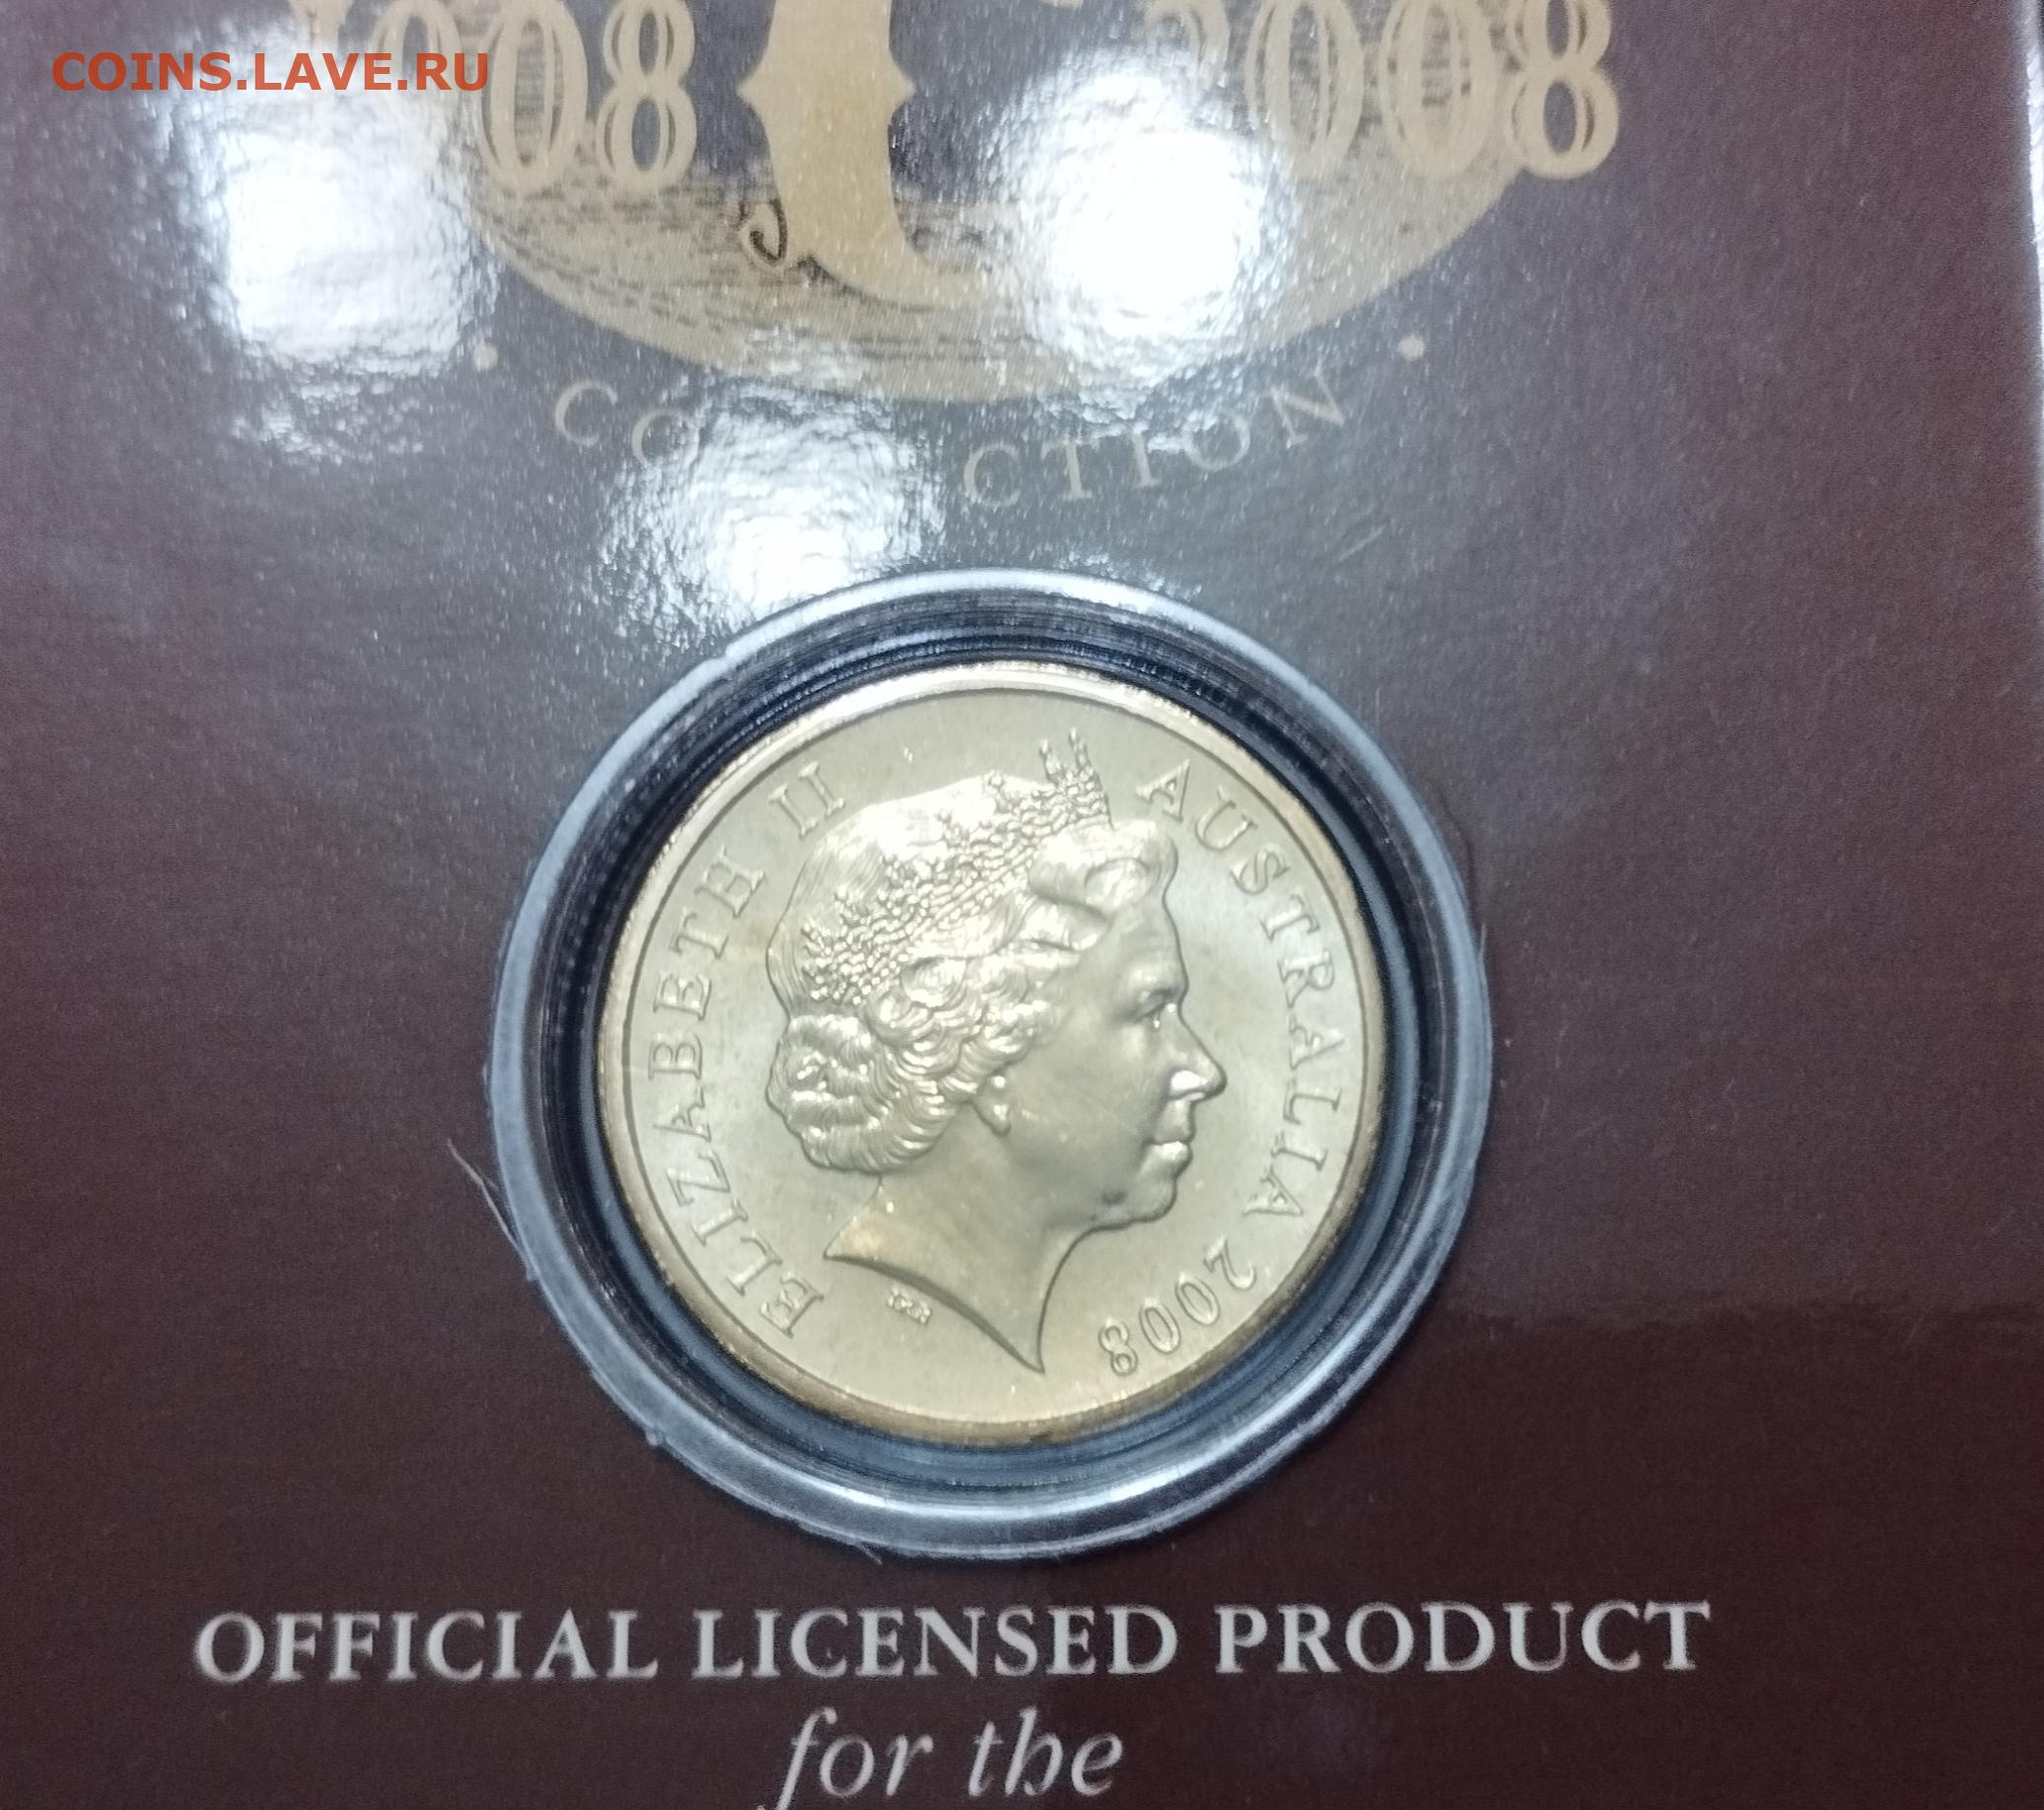 COINS.LAVE.RU
2008
ELIZABETH II
AUSTRALIA 2008
OFFICIAL LICENSED PRODUCT
for the